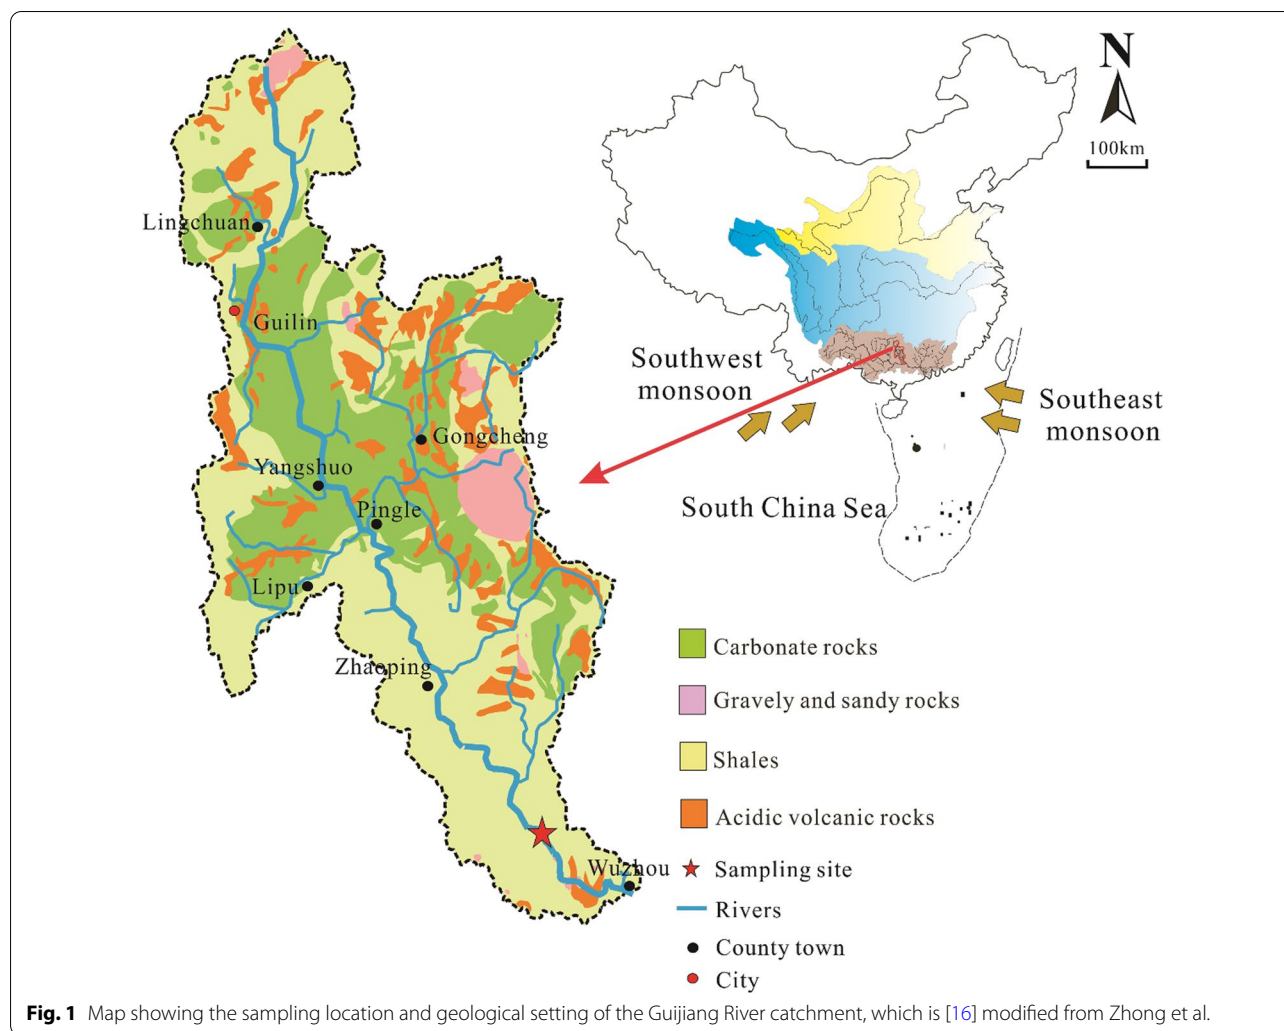 N
100km
Lingchuan
Guilin
Southwest
monsoon
Southeast
monsoon
Gongcheng
Yangshuo
Pingle
South China Sea
Lipu
Zhaoping
Wuzhou
Carbonate rocks
Gravely and sandy rocks
Shales
Acidic volcanic rocks
Sampling site
Rivers
County town
City
Fig. 1 Map showing the sampling location and geological setting of the Guijiang River catchment, which is [16] modified from Zhong et al.